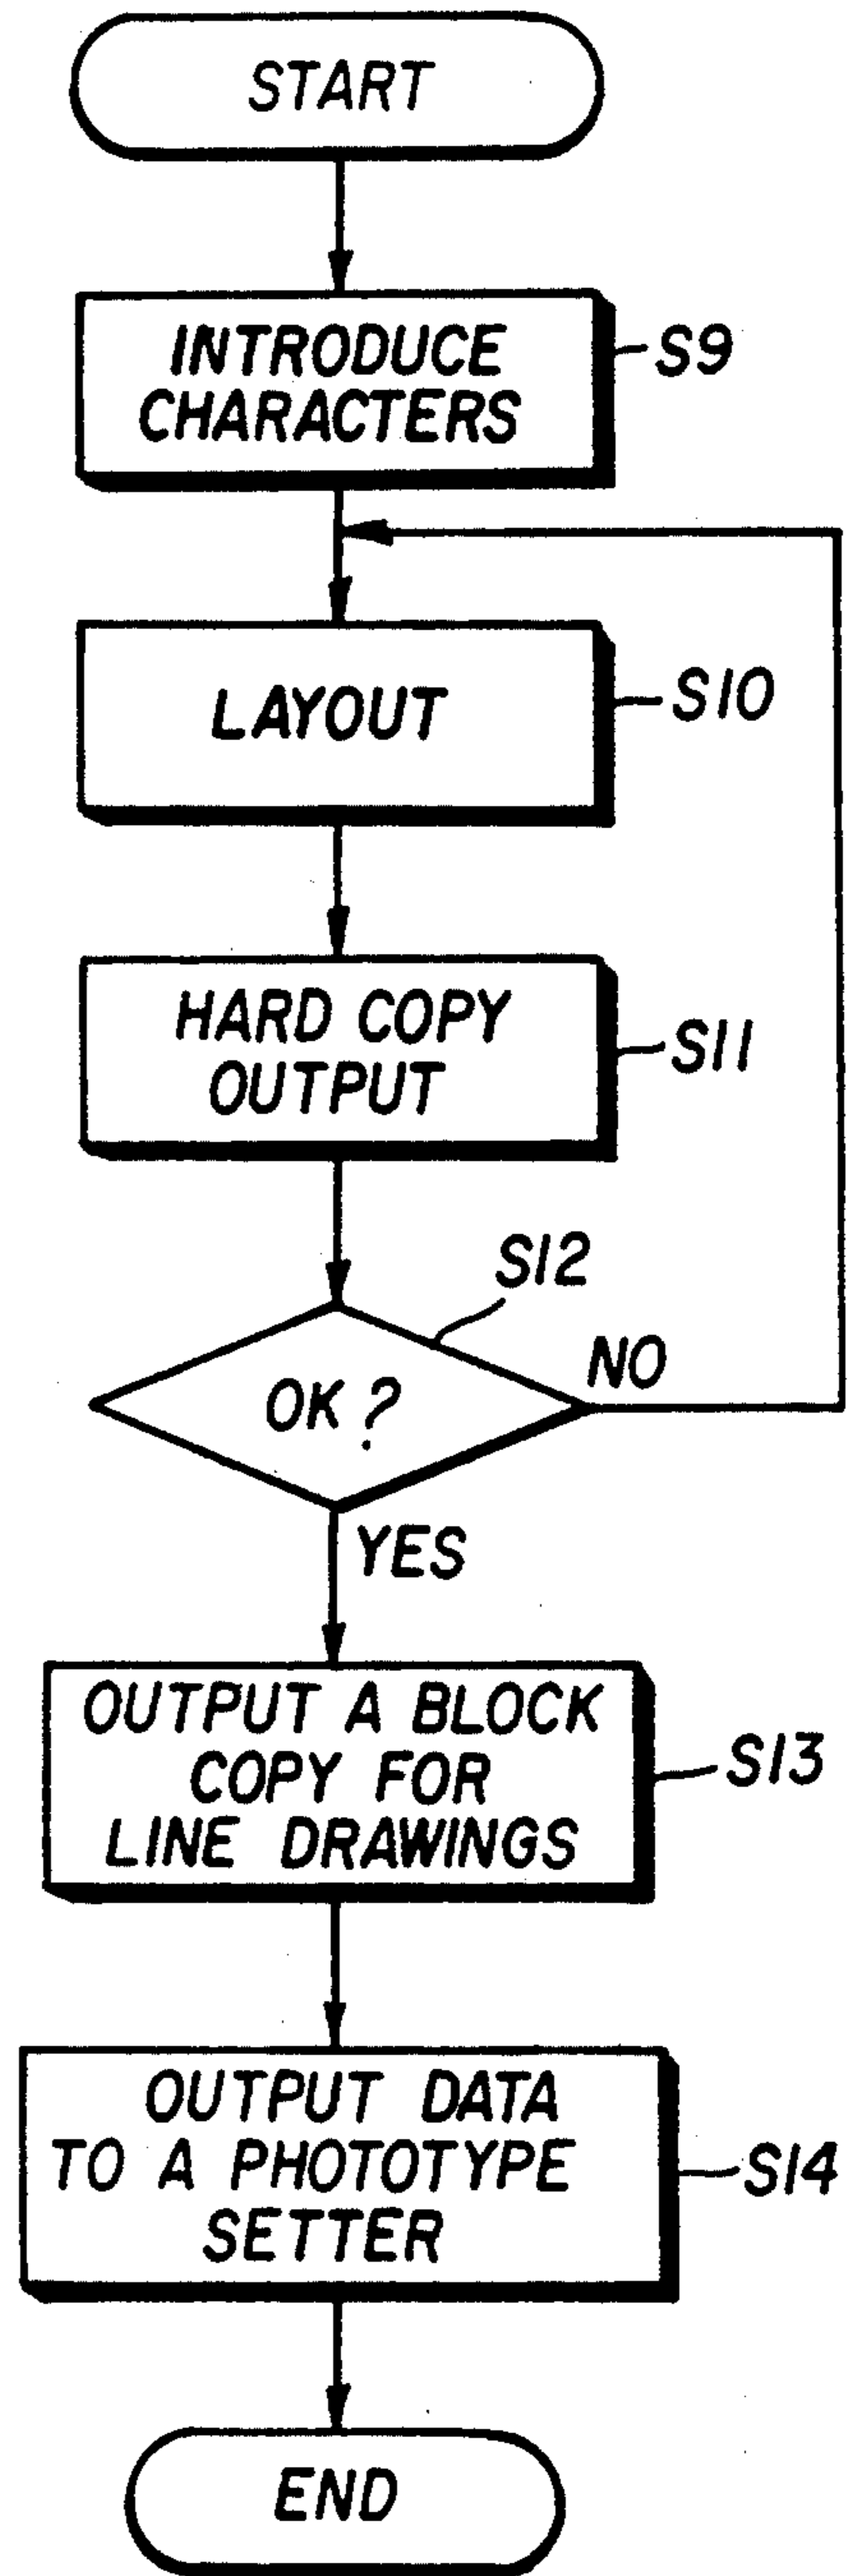 START
INTRODUCE
CHARACTERS
S9
LAYOUT
S10
HARD COPY
OUTPUT
S11
S12
OK?
NO
YES
OUTPUT A BLOCK
COPY FOR
LINE DRAWINGS
S13
OUTPUT DATA
TO A PHOTOTYPE
SETTER
S14
END